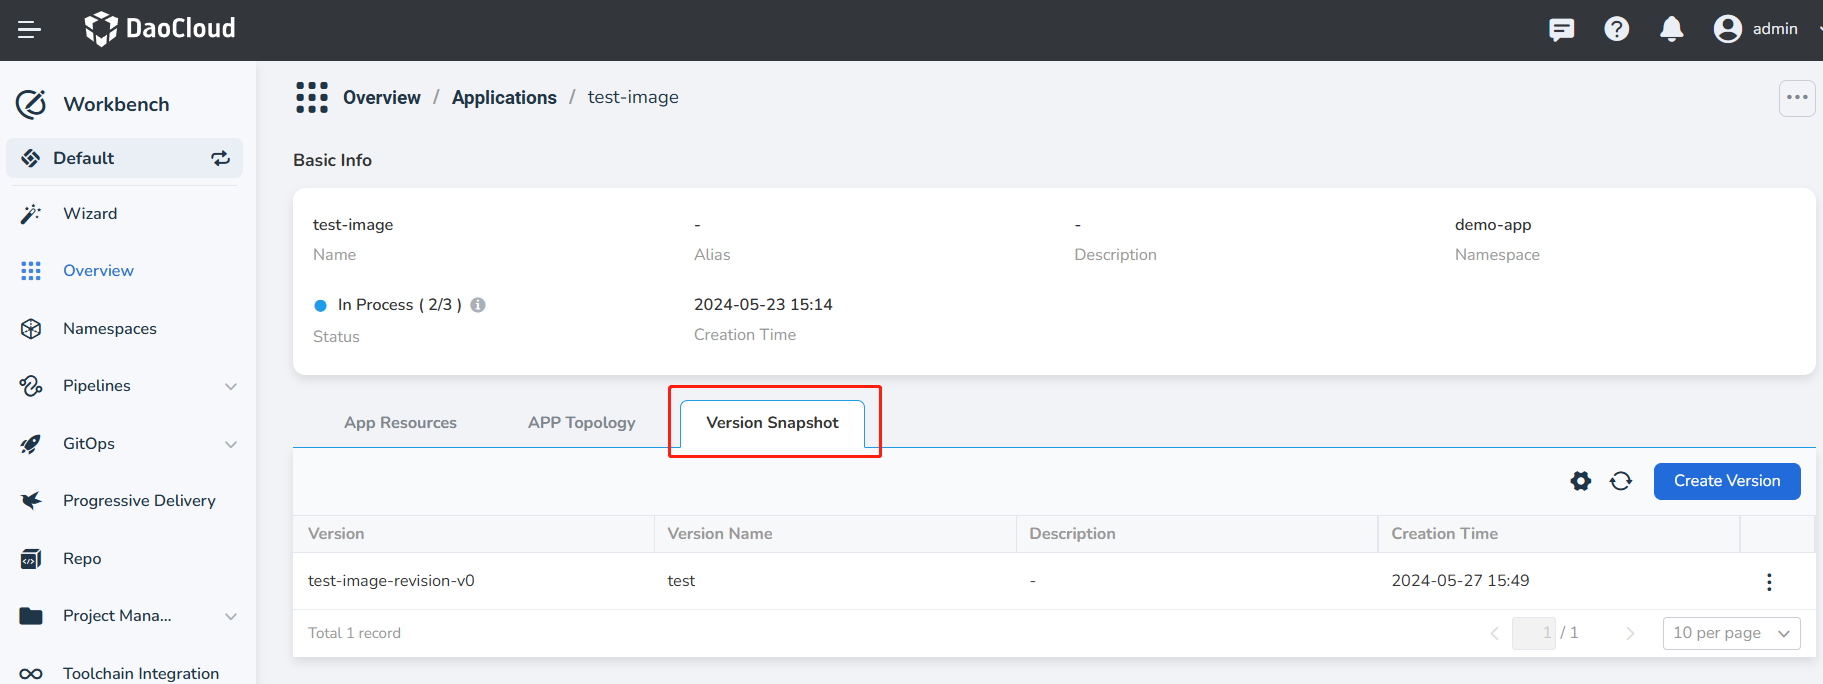 DaoCloud
admin
Workbench
Default
Wizard
Overview
Namespaces
Pipelines
GitOps
Progressive Delivery
Repo
Project Mana...
Toolchain Integration
Overview / Applications / test-image
Basic Info
test-image
Name
-
Alias
-
Description
demo-app
Namespace
In Process ( 2/3 )
Status
2024-05-23 15:14
Creation Time
App Resources
APP Topology
Version Snapshot
Create Version
Version Version Name Description Creation Time
test-image-revision-v0 test - 2024-05-27 15:49
Total 1 record
1 / 1
10 per page